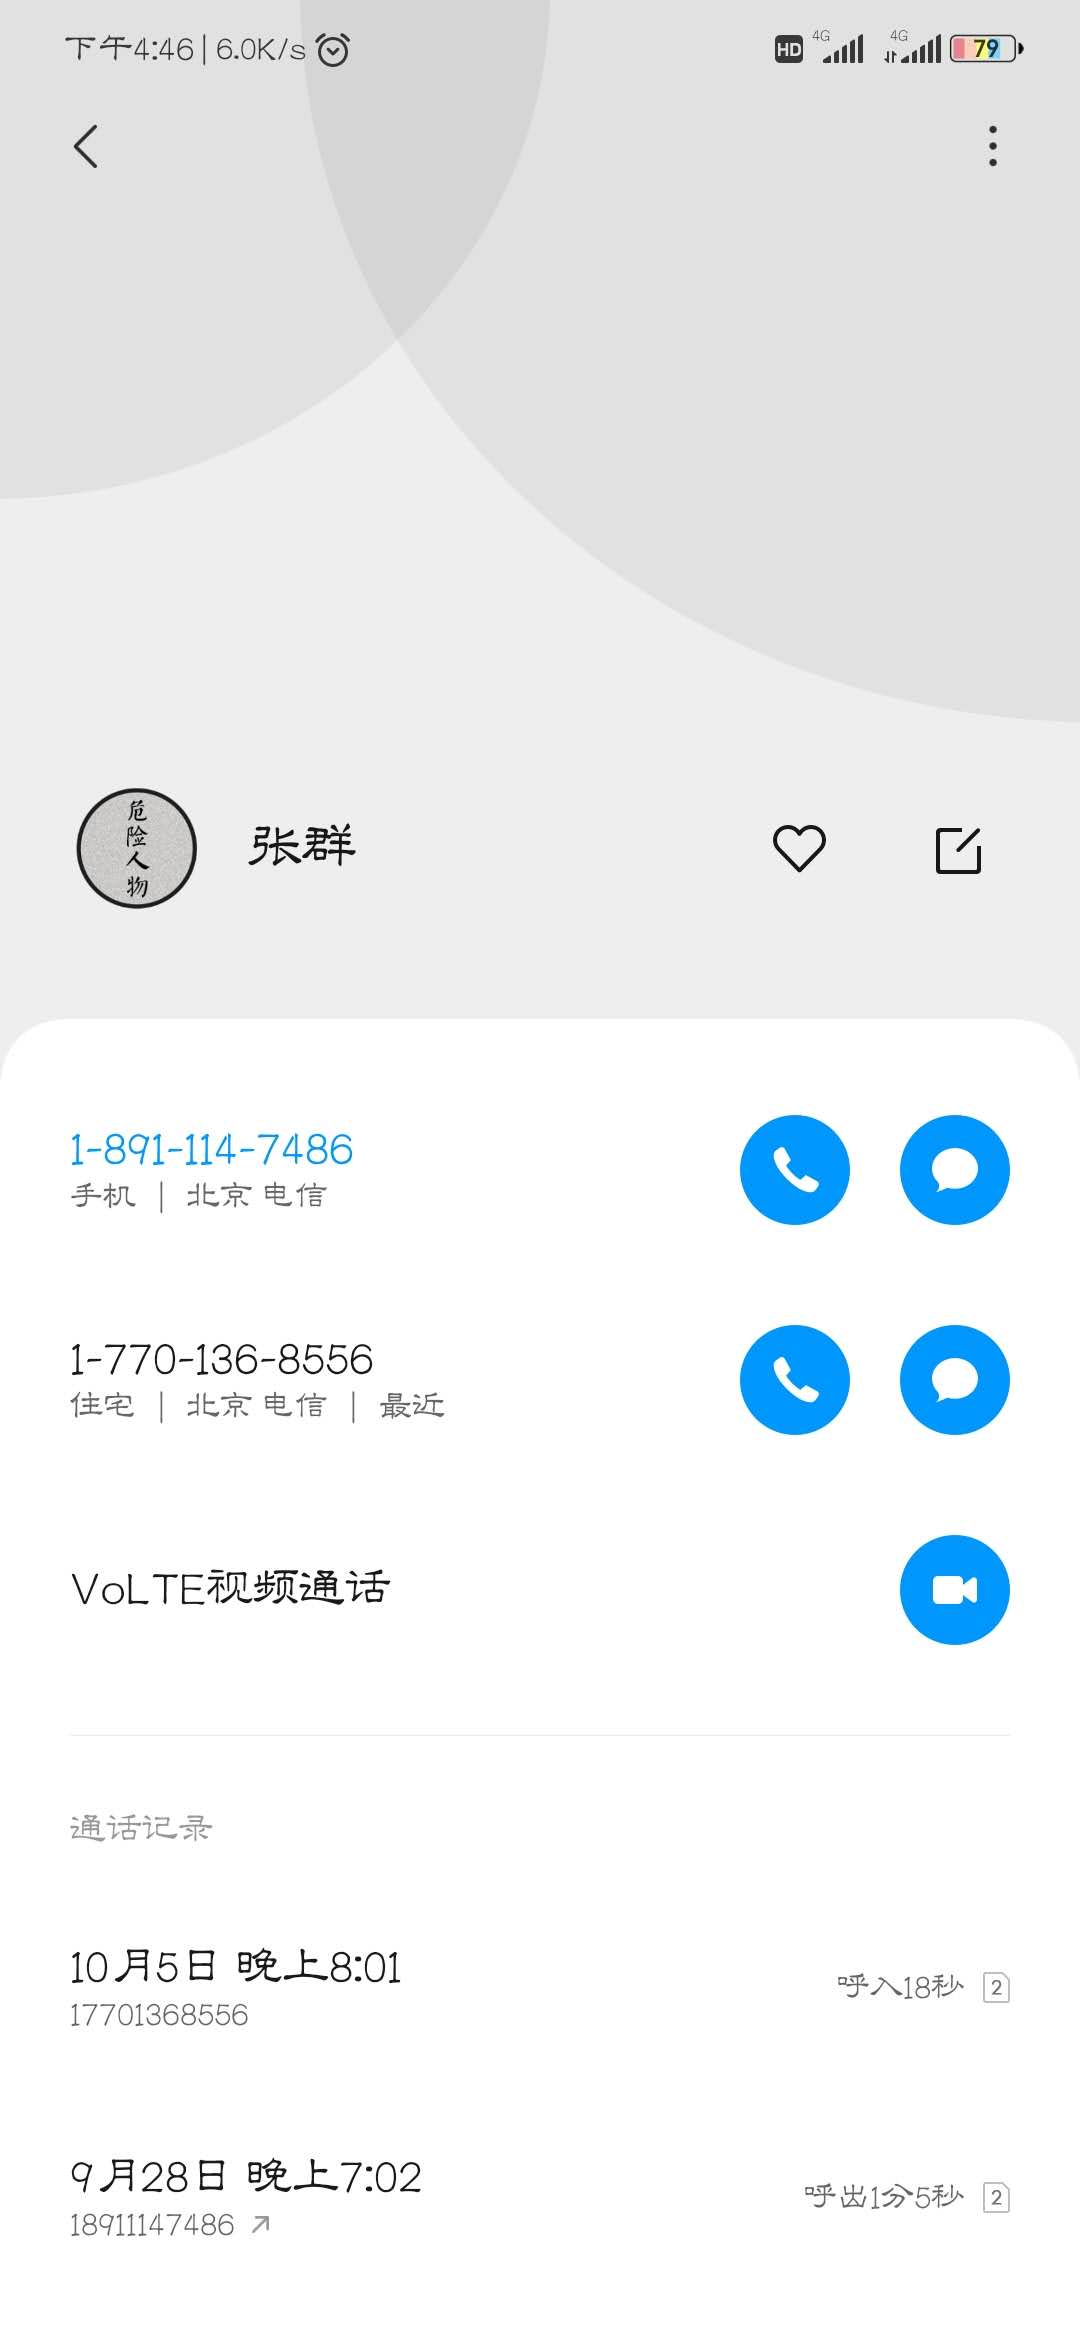 下午4:46 | 6.0K/s HD 4G 4G 79
危
险
人
物
张群
1-891-114-7486
手机 | 北京 电信
1-770-136-8556
住宅 | 北京 电信 | 最近
VoLTE视频通话
通话记录
10月5日 晚上8:01
呼入18秒 2
17701368556
9月28日 晚上7:02
呼出1分5秒 2
18911147486